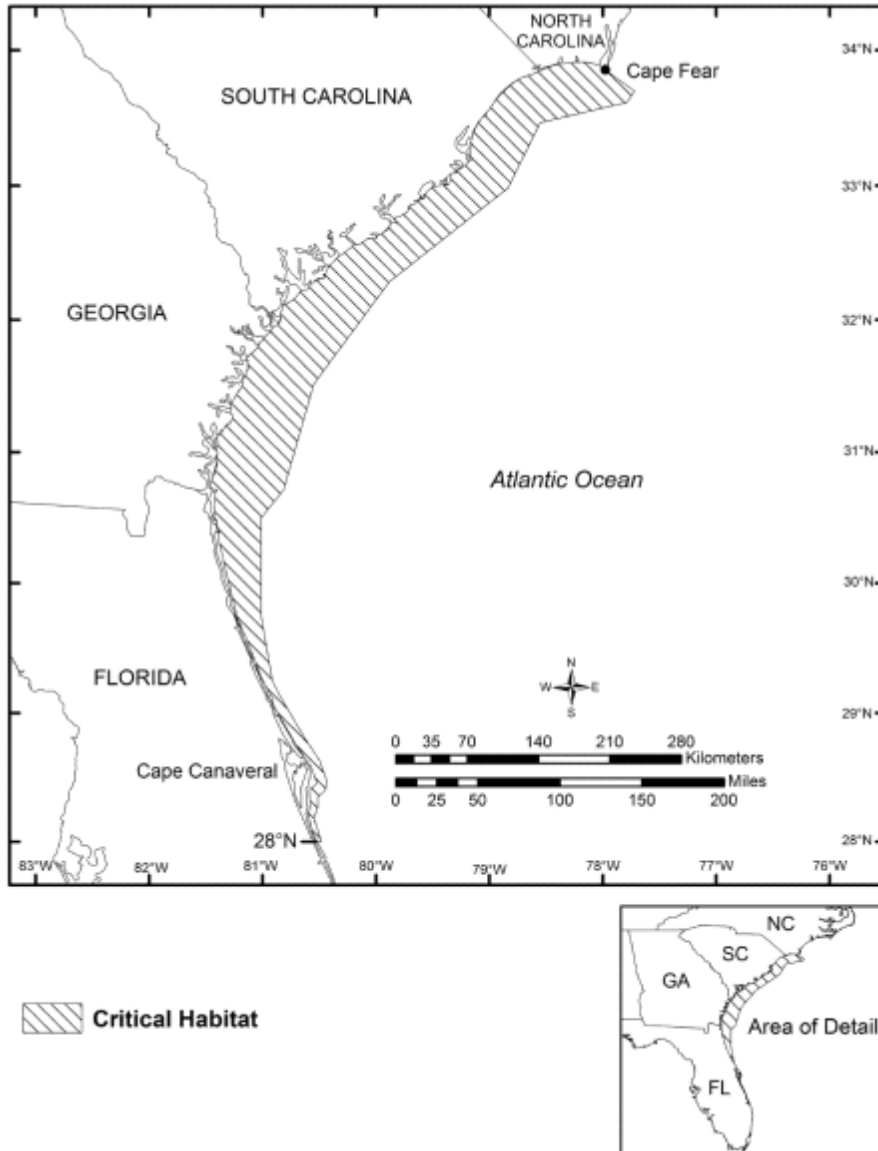 NORTH
CAROLINA
34°N
Cape Fear
SOUTH CAROLINA
33°N
GEORGIA
32°N
31°N
Atlantic Ocean
30°N
FLORIDA
N
W E
S
29°N
0 35 70 140 210 280
Kilometers
Cape Canaveral
Miles
0 25 50 100 150 200
28°N
28°N
83°W 82°W 81°W 80°W 79°W 78°W 77°W 76°W
NC
SC
GA
Critical Habitat
Area of Detail
FL